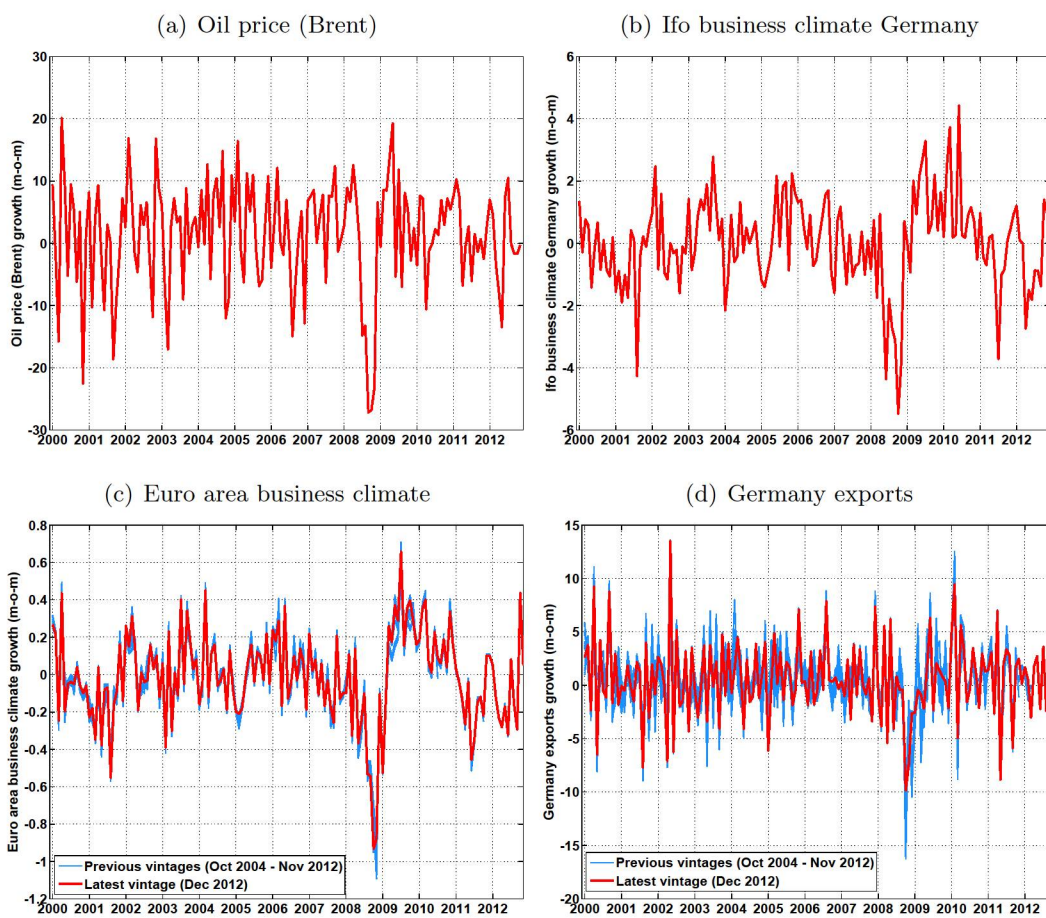 (a) Oil price (Brent)
Oil price (Brent) growth (m-o-m)
30
20
10
0
-10
-20
-30
2000 2001 2002 2003 2004 2005 2006 2007 2008 2009 2010 2011 2012
(b) Ifo business climate Germany
Ifo business climate Germany growth (m-o-m)
6
4
2
0
-2
-4
-6
2000 2001 2002 2003 2004 2005 2006 2007 2008 2009 2010 2011 2012
(c) Euro area business climate
Euro area business climate growth (m-o-m)
0.8
0.6
0.4
0.2
0.0
-0.2
-0.4
-0.6
-0.8
-1
-1.2
Previous vintages (Oct 2004 - Nov 2012)
Latest vintage (Dec 2012)
2000 2001 2002 2003 2004 2005 2006 2007 2008 2009 2010 2011 2012
(d) Germany exports
Germany exports growth (m-o-m)
15
10
5
0
-5
-10
-15
-20
Previous vintages (Oct 2004 - Nov 2012)
Latest vintage (Dec 2012)
2000 2001 2002 2003 2004 2005 2006 2007 2008 2009 2010 2011 2012